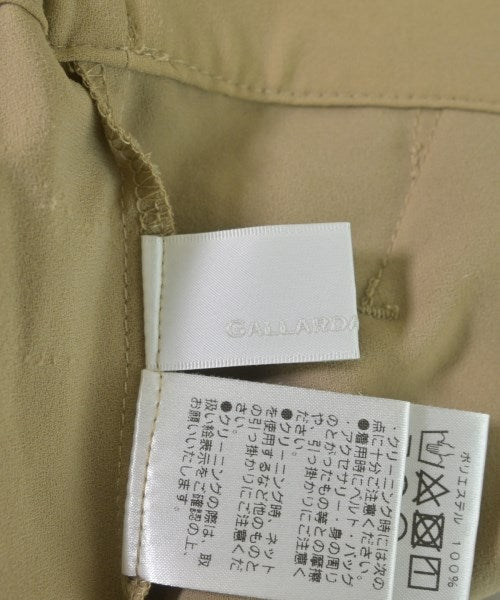 GALLARDA
・クリーニング時には次の
点に十分ご注意ください。
●着用時にベルト・バッグ
・アクセサリー・身の周り
のとがったもの等との摩擦
や、引っ掛かりにご注意く
ださい。
●クリーニング時、ネット
を使用するなど他のものと
の引っ掛かりにご注意くだ
さい。
●クリーニングの際は、取
扱い絵表示をご確認の上、
お願いいたします。
ポリエステル 100%